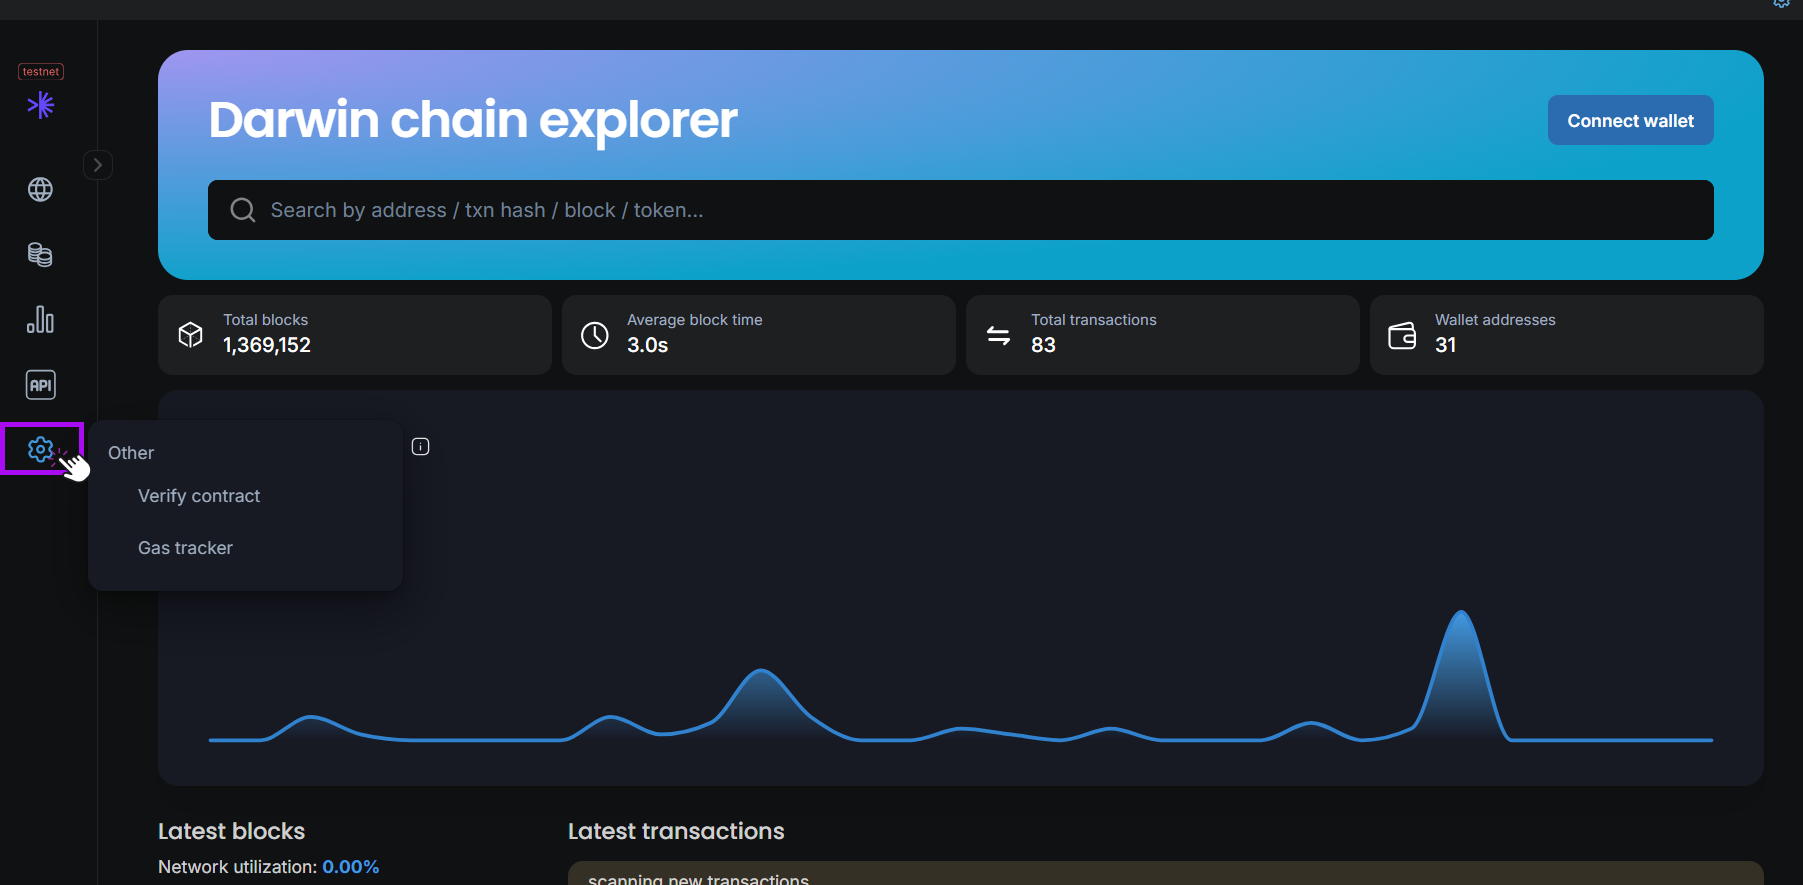 testnet
Darwin chain explorer
Connect wallet
Search by address / txn hash / block / token...
Total blocks
1,369,152
Average block time
3.0s
Total transactions
83
Wallet addresses
31
API
Other
Verify contract
Gas tracker
Latest blocks
Network utilization: 0.00%
Latest transactions
scanning new transactions